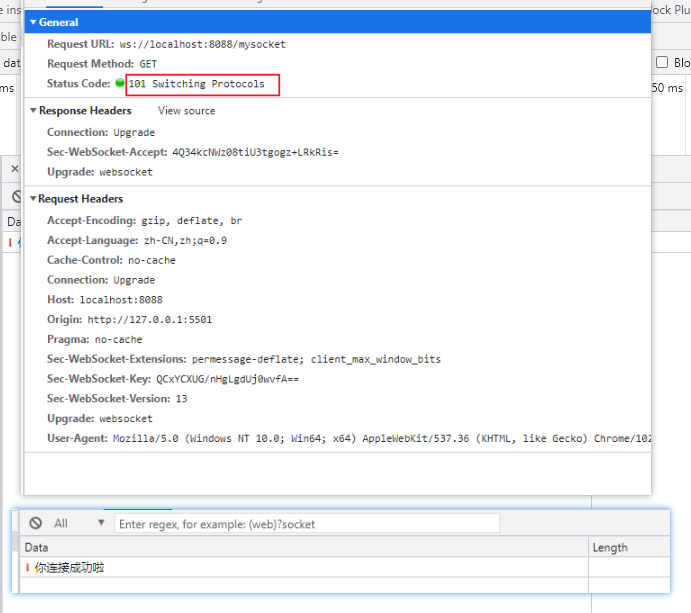 General
Request URL: ws://localhost:8088/mysocket
Request Method: GET
Status Code: 101 Switching Protocols
Response Headers View source
Connection: Upgrade
Sec-WebSocket-Accept: 4Q34kcNWz08tiU3tgogz+LRkRis=
Upgrade: websocket
Request Headers
Accept-Encoding: gzip, deflate, br
Accept-Language: zh-CN,zh;q=0.9
Cache-Control: no-cache
Connection: Upgrade
Host: localhost:8088
Origin: http://127.0.0.1:5501
Pragma: no-cache
Sec-WebSocket-Extensions: permessage-deflate; client_max_window_bits
Sec-WebSocket-Key: QCxYCXUG/nHgLgdUj0wvfA==
Sec-WebSocket-Version: 13
Upgrade: websocket
User-Agent: Mozilla/5.0 (Windows NT 10.0; Win64; x64) AppleWebKit/537.36 (KHTML, like Gecko) Chrome/102
ock Plu
ble
dat
Blo
ms
50 ms
Da
All Enter regex, for example: (web)?socket
Data Length
你连接成功啦